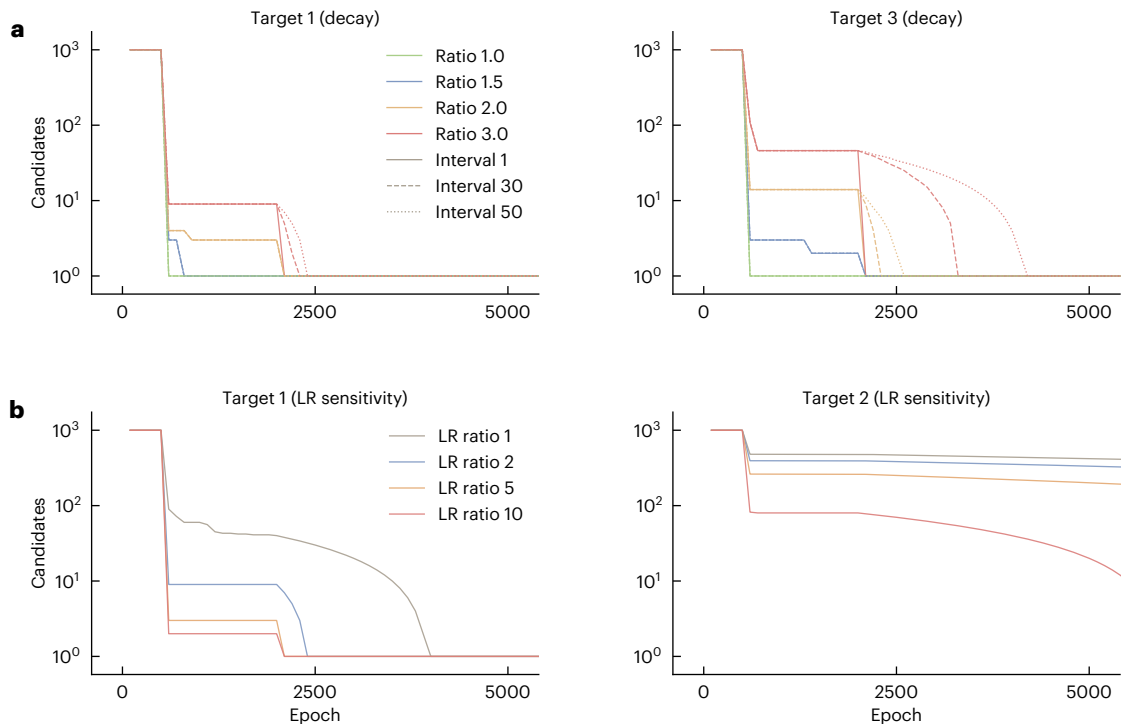 a
Target 1 (decay)
Candidates
10³
10²
10¹
10⁰
0
2500
5000
Ratio 1.0
Ratio 1.5
Ratio 2.0
Ratio 3.0
Interval 1
Interval 30
Interval 50
Target 3 (decay)
10³
10²
10¹
10⁰
0
2500
5000
b
Target 1 (LR sensitivity)
Candidates
10³
10²
10¹
10⁰
LR ratio 1
LR ratio 2
LR ratio 5
LR ratio 10
0
2500
5000
Epoch
Target 2 (LR sensitivity)
10³
10²
10¹
10⁰
0
2500
5000
Epoch